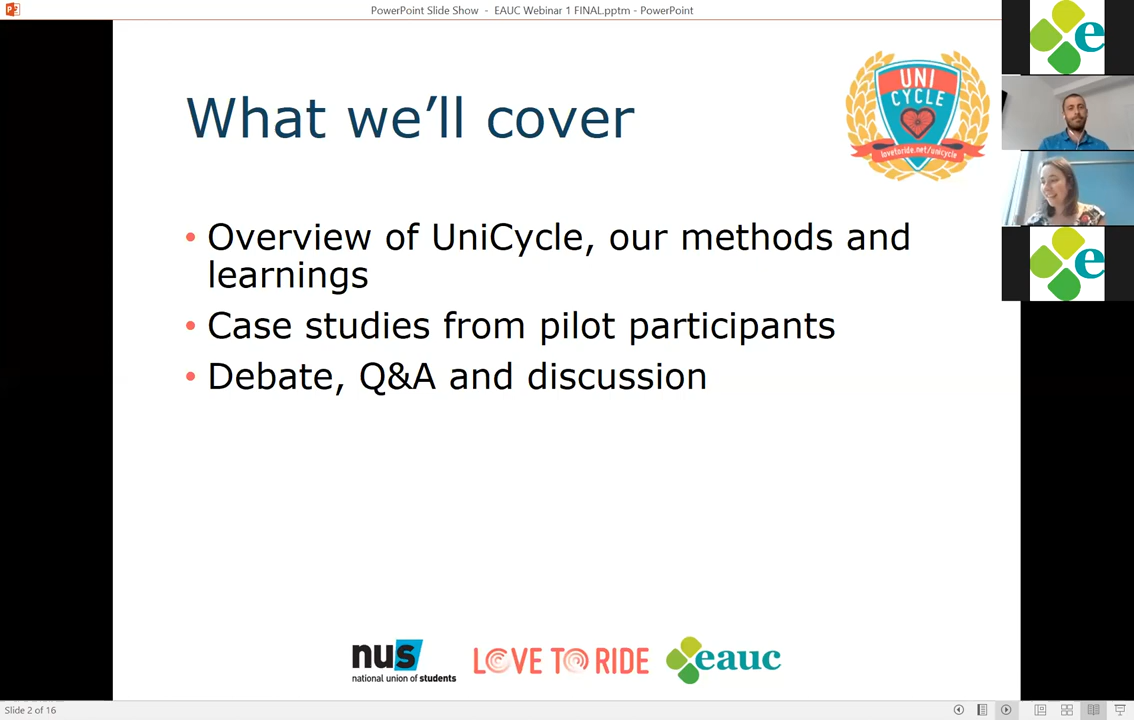 PowerPoint Slide Show - EAUC Webinar 1 FINAL.pptm - PowerPoint
What we'll cover
UNI
CYCLE
lovetoride.net/unicycle
• Overview of UniCycle, our methods and
learnings
• Case studies from pilot participants
• Debate, Q&A and discussion
nus
national union of students
LOVE TO RIDE
eauc
e
e
Slide 2 of 16